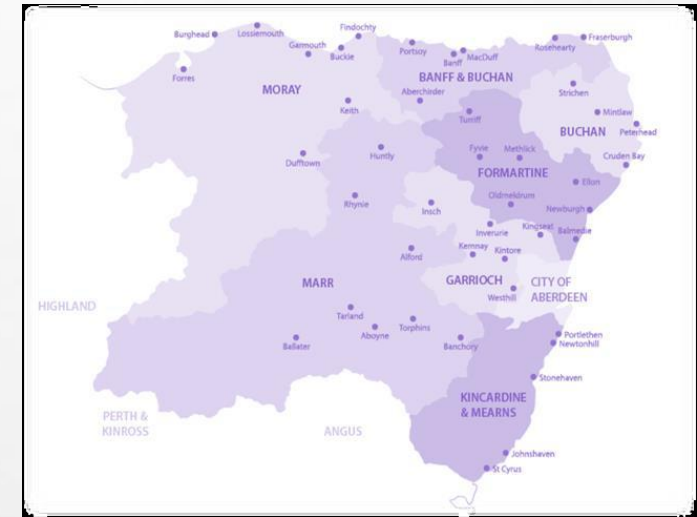 Findochty
Fraserburgh
Lossiemouth
Burghead
Garmouth
Rosehearty
Portsoy
Buckie
MacDuff
Banff
Forres
BANFF & BUCHAN
MORAY
Aberchirder
Strichen
Keith
Mintlaw
Turriff
BUCHAN
Peterhead
Fyvie
Methlick
Huntly
Cruden Bay
Dufftown
FORMARTINE
Ellon
Oldmeldrum
Rhynie
Insch
Newburgh
Inverurie
Kingseat
Balmedie
Kemnay
Kintore
Alford
MARR
GARRIOCH
CITY OF
ABERDEEN
Westhill
HIGHLAND
Tarland
Torphins
Aboyne
Portlethen
Ballater
Banchory
Newtonhill
Stonehaven
KINCARDINE
& MEARNS
PERTH &
KINROSS
ANGUS
Johnshaven
St Cyrus